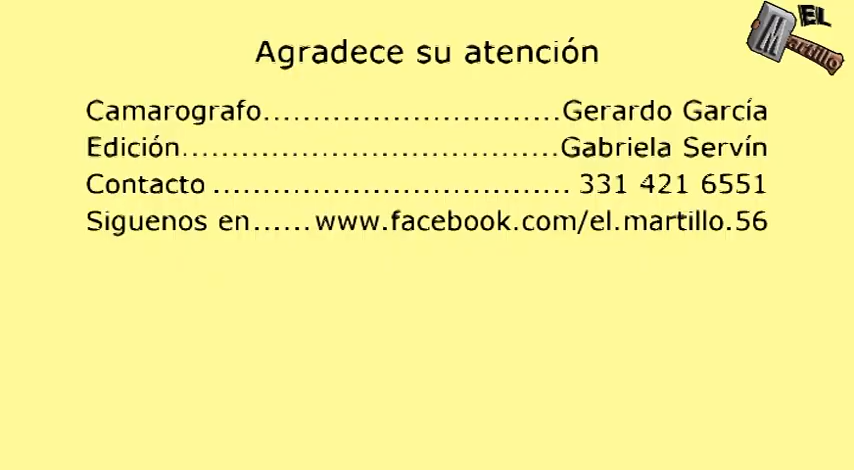 EL
Martillo
Agradece su atención
Camarografo..............................Gerardo García
Edición......................................Gabriela Servín
Contacto .................................... 331 421 6551
Siguenos en......www.facebook.com/el.martillo.56